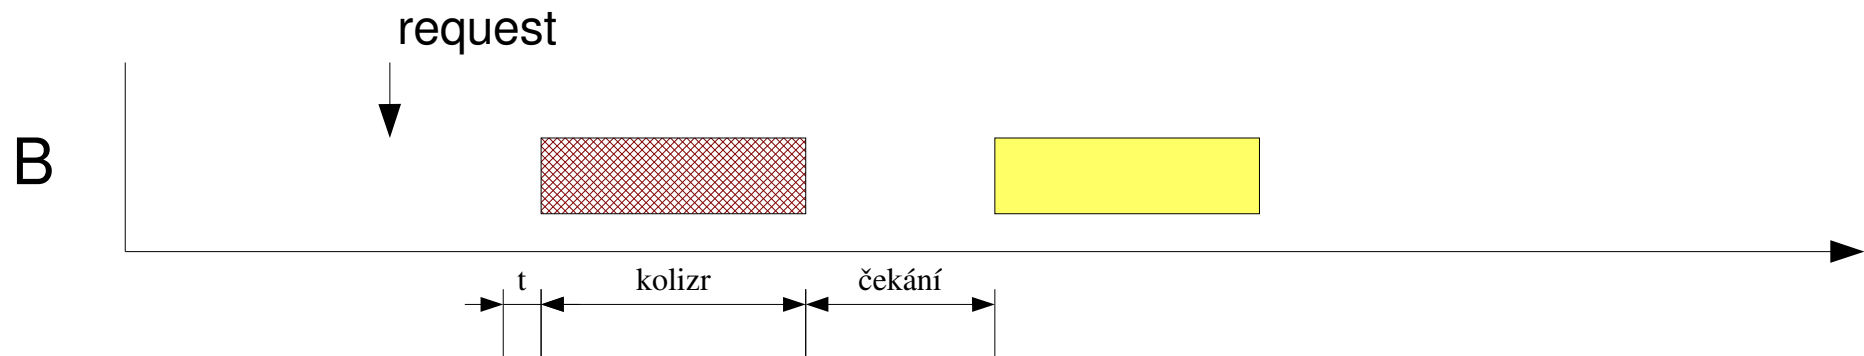 request
B
t
kolizr
čekání